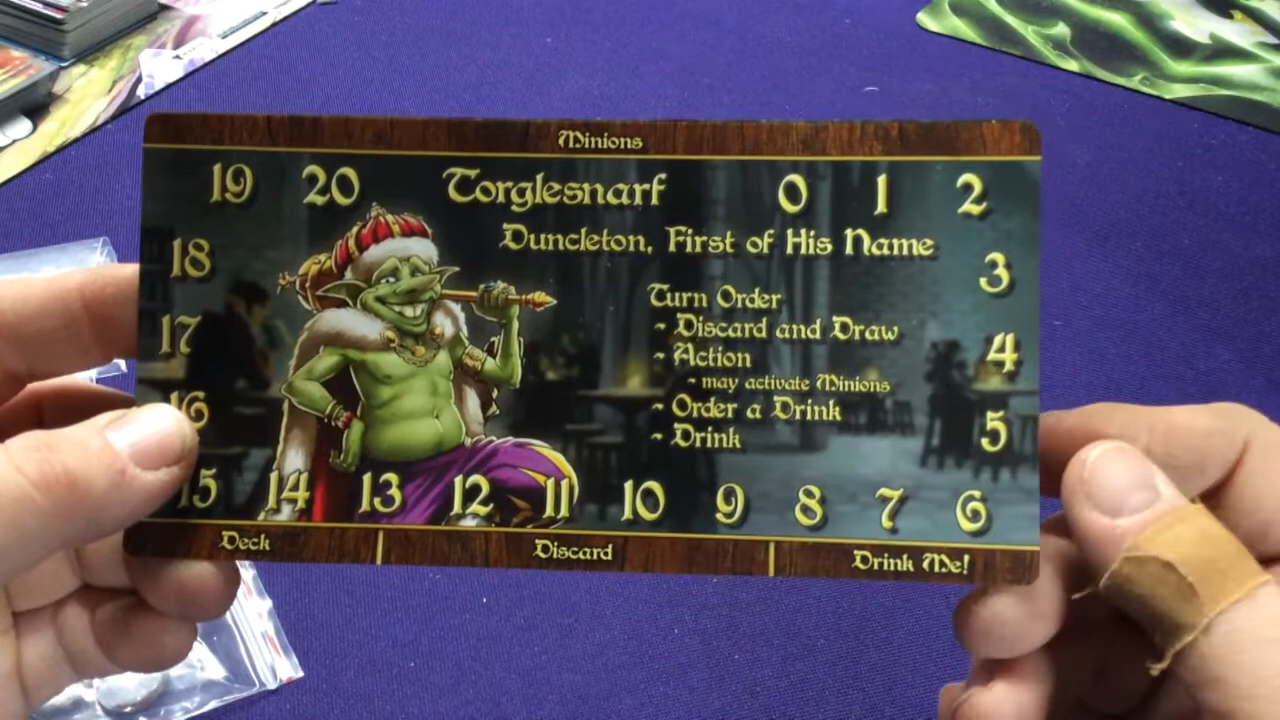 Minions
19 20 Torglesnarf 0 1 2
Duncleton, First of His Name
18 3
Turn Order
- Discard and Draw
17 4
- Action
- may activate Minions
16 5
- Order a Drink
- Drink
15 14 13 12 11 10 9 8 7 6
Deck Discard Drink Me!